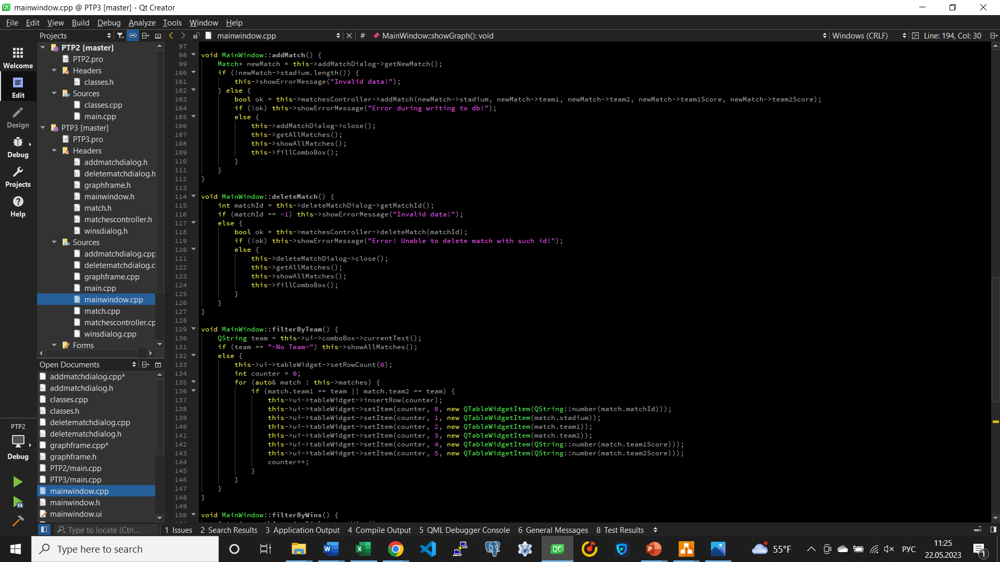 mainwindow.cpp @ PTP3 [master] - Qt Creator
File Edit View Build Debug Analyze Tools Window Help
Projects
mainwindow.cpp
# MainWindow::showGraph(): void
Windows (CRLF)
Line: 194, Col: 30
Welcome
Edit
Design
Debug
Projects
Help
PTP2
Debug
PTP2 [master]
PTP2.pro
Headers
classes.h
Sources
classes.cpp
main.cpp
PTP3 [master]
PTP3.pro
Headers
addmatchdialog.h
deletematchdialog.h
graphframe.h
mainwindow.h
match.h
matchescontroller.h
winsdialog.h
Sources
addmatchdialog.cpp
deletematchdialog.c
graphframe.cpp
main.cpp
mainwindow.cpp
match.cpp
matchescontroller.cp
winsdialog.cpp
Forms
Open Documents
addmatchdialog.cpp*
addmatchdialog.h
classes.cpp
classes.h
deletematchdialog.cpp
deletematchdialog.h
graphframe.cpp*
graphframe.h
PTP2/main.cpp
PTP3/main.cpp
mainwindow.cpp
mainwindow.h
mainwindow.ui
97
98 void MainWindow::addMatch() {
99 Match* newMatch = this->addMatchDialog->getNewMatch();
100 if (!newMatch->stadium.length()) {
101 this->showErrorMessage("Invalid data!");
102 } else {
103 bool ok = this->matchesController->addMatch(newMatch->stadium, newMatch->team1, newMatch->team2, newMatch->team1Score, newMatch->team2Score);
104 if (!ok) this->showErrorMessage("Error during writing to db!");
105 else {
106 this->addMatchDialog->close();
107 this->getAllMatches();
108 this->showAllMatches();
109 this->fillComboBox();
110 }
111 }
112 }
113
114 void MainWindow::deleteMatch() {
115 int matchId = this->deleteMatchDialog->getMatchId();
116 if (matchId == -1) this->showErrorMessage("Invalid data!");
117 else {
118 bool ok = this->matchesController->deleteMatch(matchId);
119 if (!ok) this->showErrorMessage("Error! Unable to delete match with such id!");
120 else {
121 this->deleteMatchDialog->close();
122 this->getAllMatches();
123 this->showAllMatches();
124 this->fillComboBox();
125 }
126 }
127 }
128
129 void MainWindow::filterByTeam() {
130 QString team = this->ui->comboBox->currentText();
131 if (team == "-No Team-") this->showAllMatches();
132 else {
133 this->ui->tableWidget->setRowCount(0);
134 int counter = 0;
135 for (auto& match : this->matches) {
136 if (match.team1 == team || match.team2 == team) {
137 this->ui->tableWidget->insertRow(counter);
138 this->ui->tableWidget->setItem(counter, 0, new QTableWidgetItem(QString::number(match.matchId)));
139 this->ui->tableWidget->setItem(counter, 1, new QTableWidgetItem(match.stadium));
140 this->ui->tableWidget->setItem(counter, 2, new QTableWidgetItem(match.team1));
141 this->ui->tableWidget->setItem(counter, 3, new QTableWidgetItem(match.team2));
142 this->ui->tableWidget->setItem(counter, 4, new QTableWidgetItem(QString::number(match.team1Score)));
143 this->ui->tableWidget->setItem(counter, 5, new QTableWidgetItem(QString::number(match.team2Score)));
144 counter++;
145 }
146 }
147 }
148 }
149
150 void MainWindow::filterByWins() {
Type to locate (Ctrl...
1 Issues 2 Search Results 3 Application Output 4 Compile Output 5 QML Debugger Console 6 General Messages 8 Test Results
Type here to search
55°F
РУС
11:25
22.05.2023
1